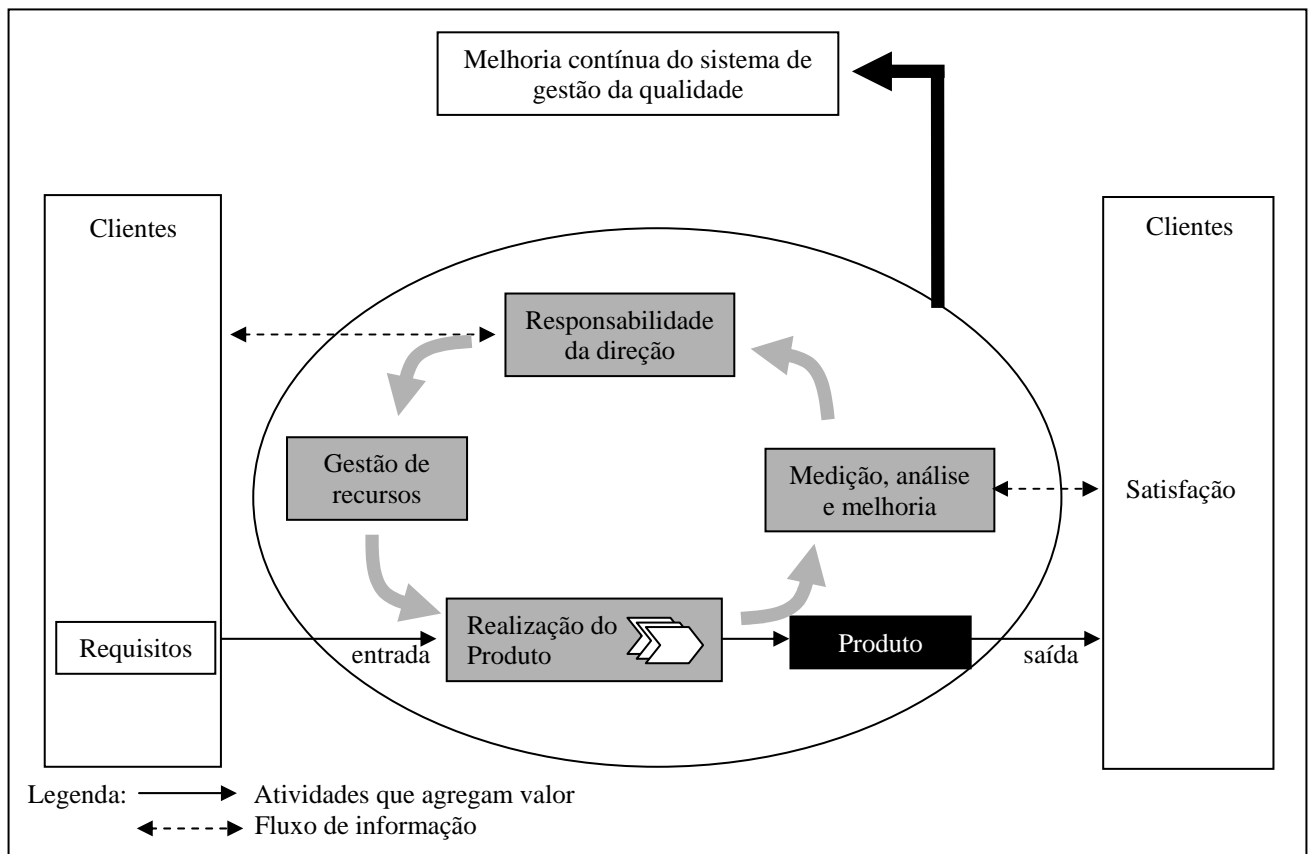 Melhoria contínua do sistema de
gestão da qualidade
Clientes
Clientes
Responsabilidade
da direção
Gestão de
recursos
Medição, análise
e melhoria
Satisfação
Requisitos
entrada
Realização do
Produto
Produto
saída
Legenda:
Atividades que agregam valor
Fluxo de informação